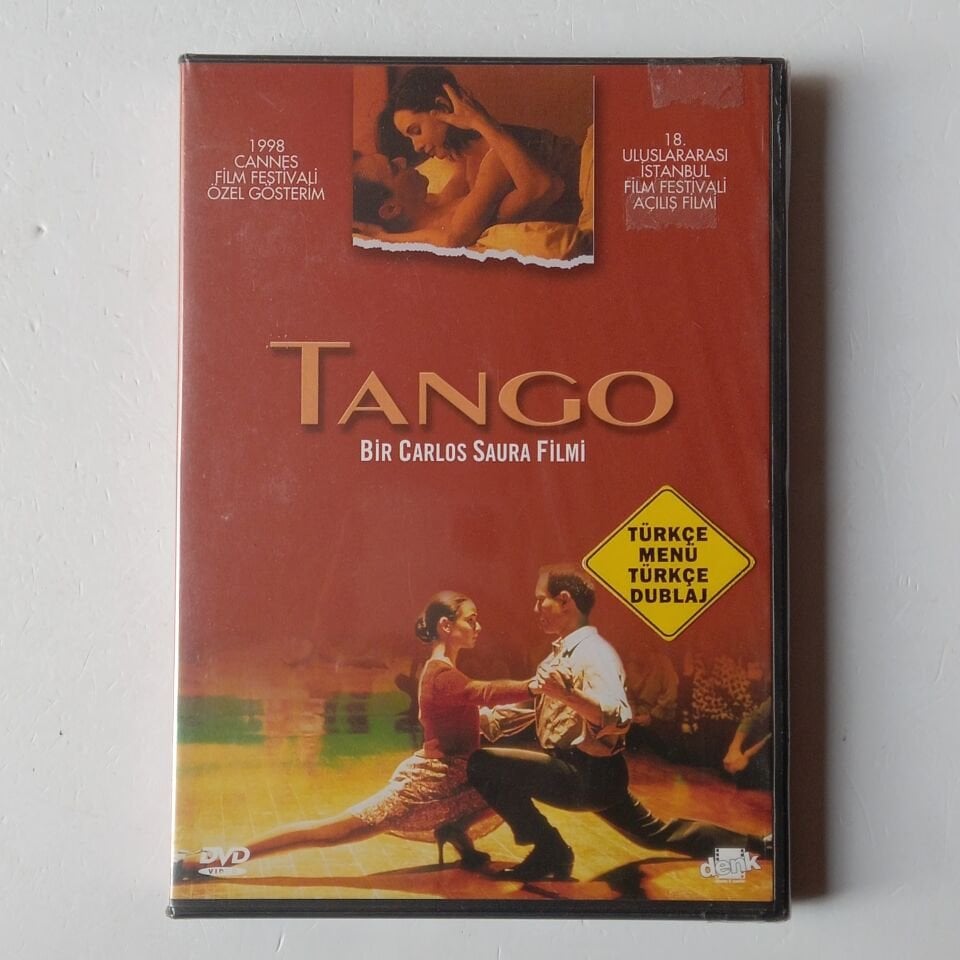 1998
CANNES
FİLM FESTİVALİ
ÖZEL GÖSTERİM
18.
ULUSLARARASI
İSTANBUL
FİLM FESTİVALİ
AÇILIŞ FİLMİ
TANGO
BİR CARLOS SAURA FİLMİ
TÜRKÇE
MENÜ
TÜRKÇE
DUBLAJ
DVD
VIDEO
denk